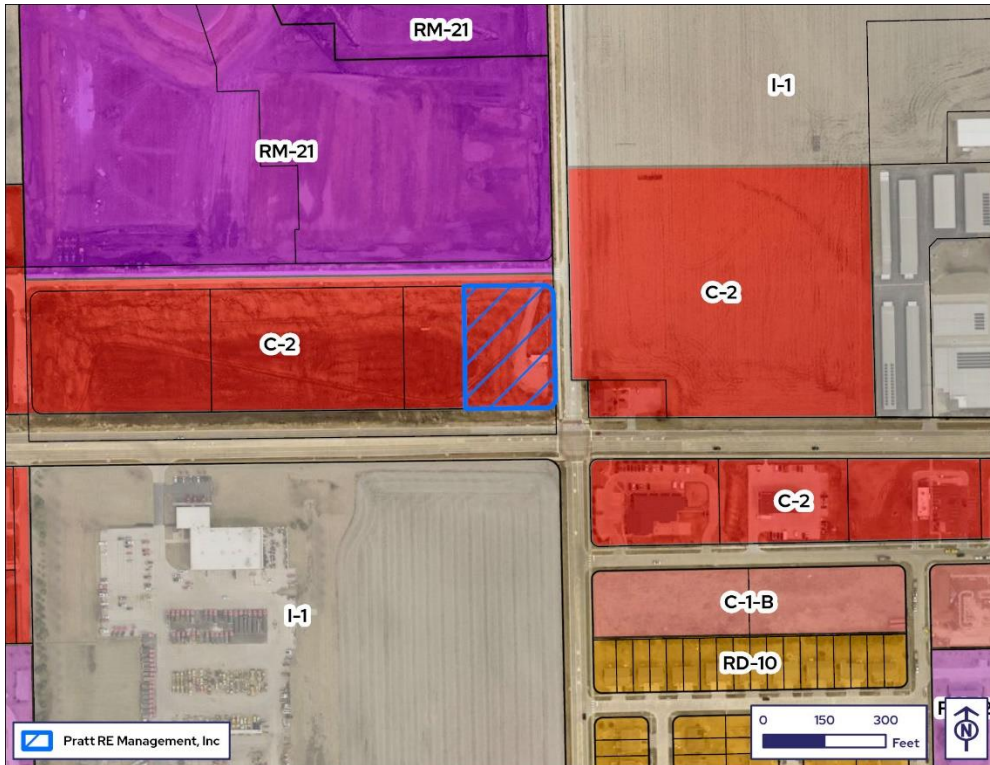 RM-21
I-1
RM-21
C-2
C-2
C-2
C-1-B
I-1
RD-10
0 150 300
Feet
N
Pratt RE Management, Inc